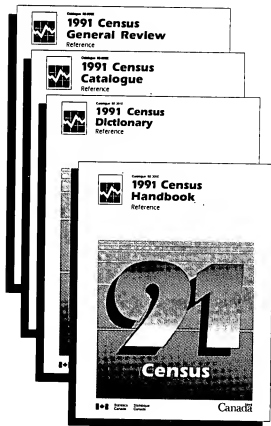 1991 Census
General Review
Reference
1991 Census
Catalogue
Reference
1991 Census
Dictionary
Reference
1991 Census
Handbook
Reference
91
Census
Statistics Statistique
Canada Canada
Canada